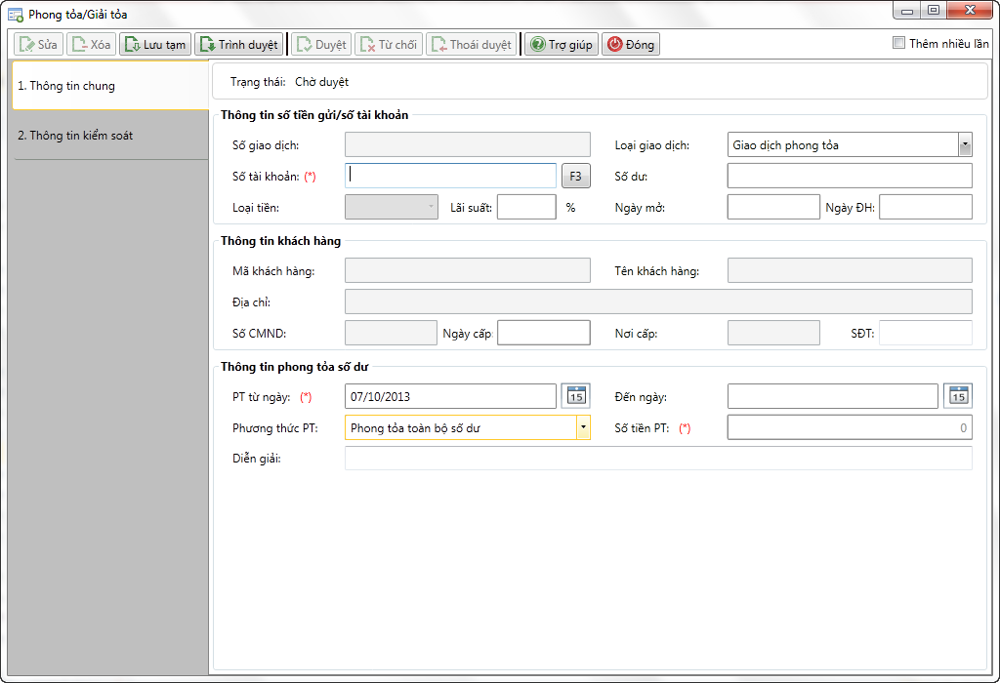 Phong tỏa/Giải tỏa
Sửa Xóa Lưu tạm Trình duyệt Duyệt Từ chối Thoái duyệt Trợ giúp Đóng Thêm nhiều lần
1. Thông tin chung
2. Thông tin kiểm soát
Trạng thái: Chờ duyệt
Thông tin số tiền gửi/số tài khoản
Số giao dịch: Loại giao dịch: Giao dịch phong tỏa
Số tài khoản: (*) F3 Số dư:
Loại tiền: Lãi suất: % Ngày mở: Ngày ĐH:
Thông tin khách hàng
Mã khách hàng: Tên khách hàng:
Địa chỉ:
Số CMND: Ngày cấp: Nơi cấp: SĐT:
Thông tin phong tỏa số dư
PT từ ngày: (*) 07/10/2013 15 Đến ngày: 15
Phương thức PT: Phong tỏa toàn bộ số dư Số tiền PT: (*) 0
Diễn giải: